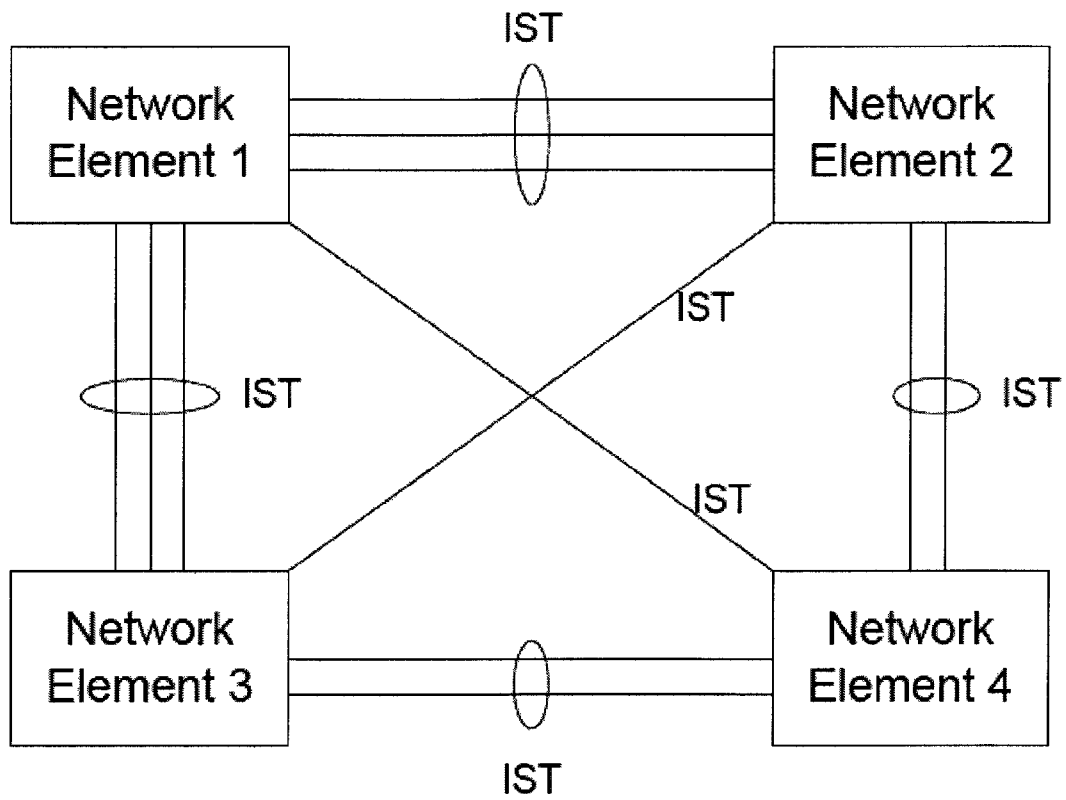 IST
Network
Element 1
Network
Element 2
IST
IST
IST
IST
Network
Element 3
Network
Element 4
IST